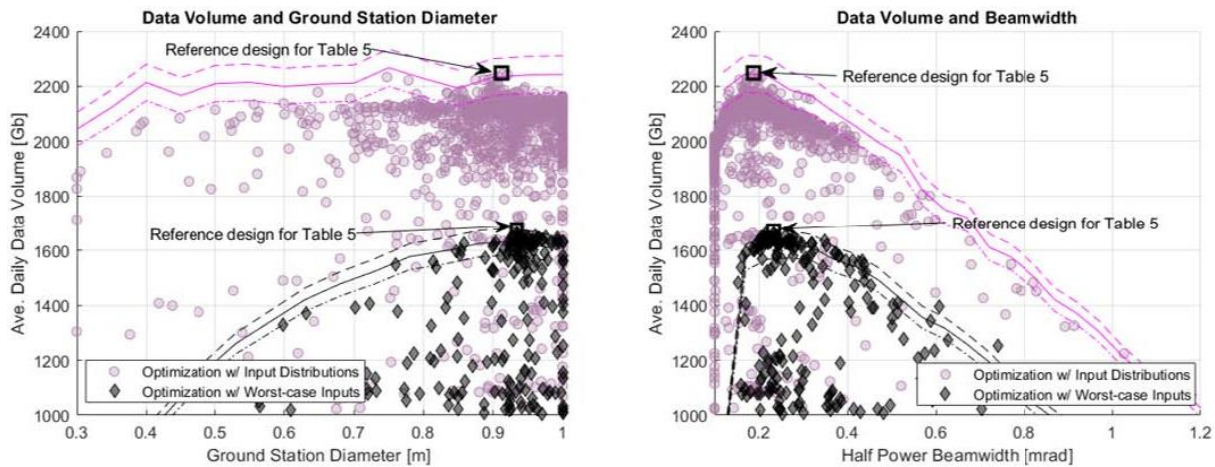 Data Volume and Ground Station Diameter
2400
2200
2000
1800
1600
1400
1200
1000
Ave. Daily Data Volume [Gb]
Reference design for Table 5
Reference design for Table 5
Optimization w/ Input Distributions
Optimization w/ Worst-case Inputs
0.3 0.4 0.5 0.6 0.7 0.8 0.9 1
Ground Station Diameter [m]
Data Volume and Beamwidth
2400
2200
2000
1800
1600
1400
1200
1000
Ave. Daily Data Volume [Gb]
Reference design for Table 5
Reference design for Table 5
Optimization w/ Input Distributions
Optimization w/ Worst-case Inputs
0.2 0.4 0.6 0.8 1 1.2
Half Power Beamwidth [mrad]